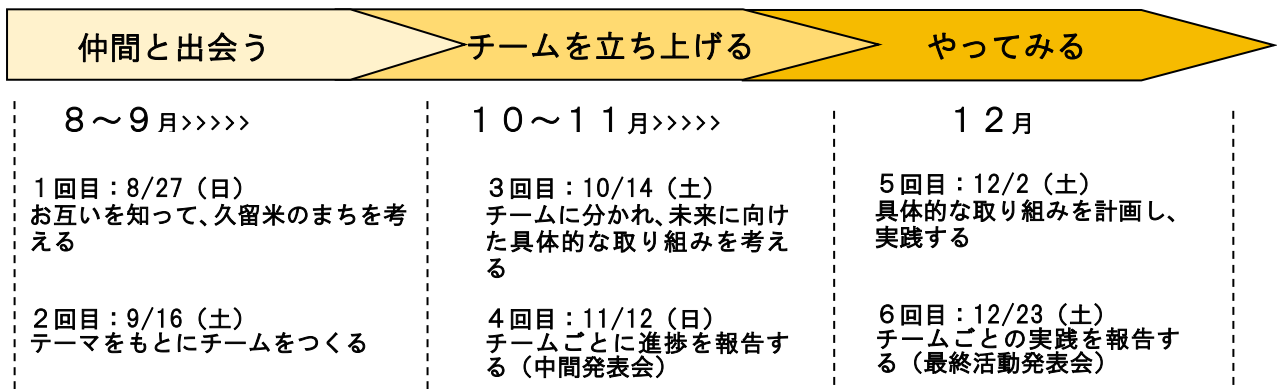 仲間と出会う
チームを立ち上げる
やってみる
８～９月>>>>>
１回目：8/27（日）
お互いを知って、久留米のまちを考
える
２回目：9/16（土）
テーマをもとにチームをつくる
１０～１１月>>>>>
３回目：10/14（土）
チームに分かれ、未来に向け
た具体的な取り組みを考え
る
４回目：11/12（日）
チームごとに進捗を報告す
る（中間発表会）
１２月
５回目：12/2（土）
具体的な取り組みを計画し、
実践する
６回目：12/23（土）
チームごとの実践を報告す
る（最終活動発表会）